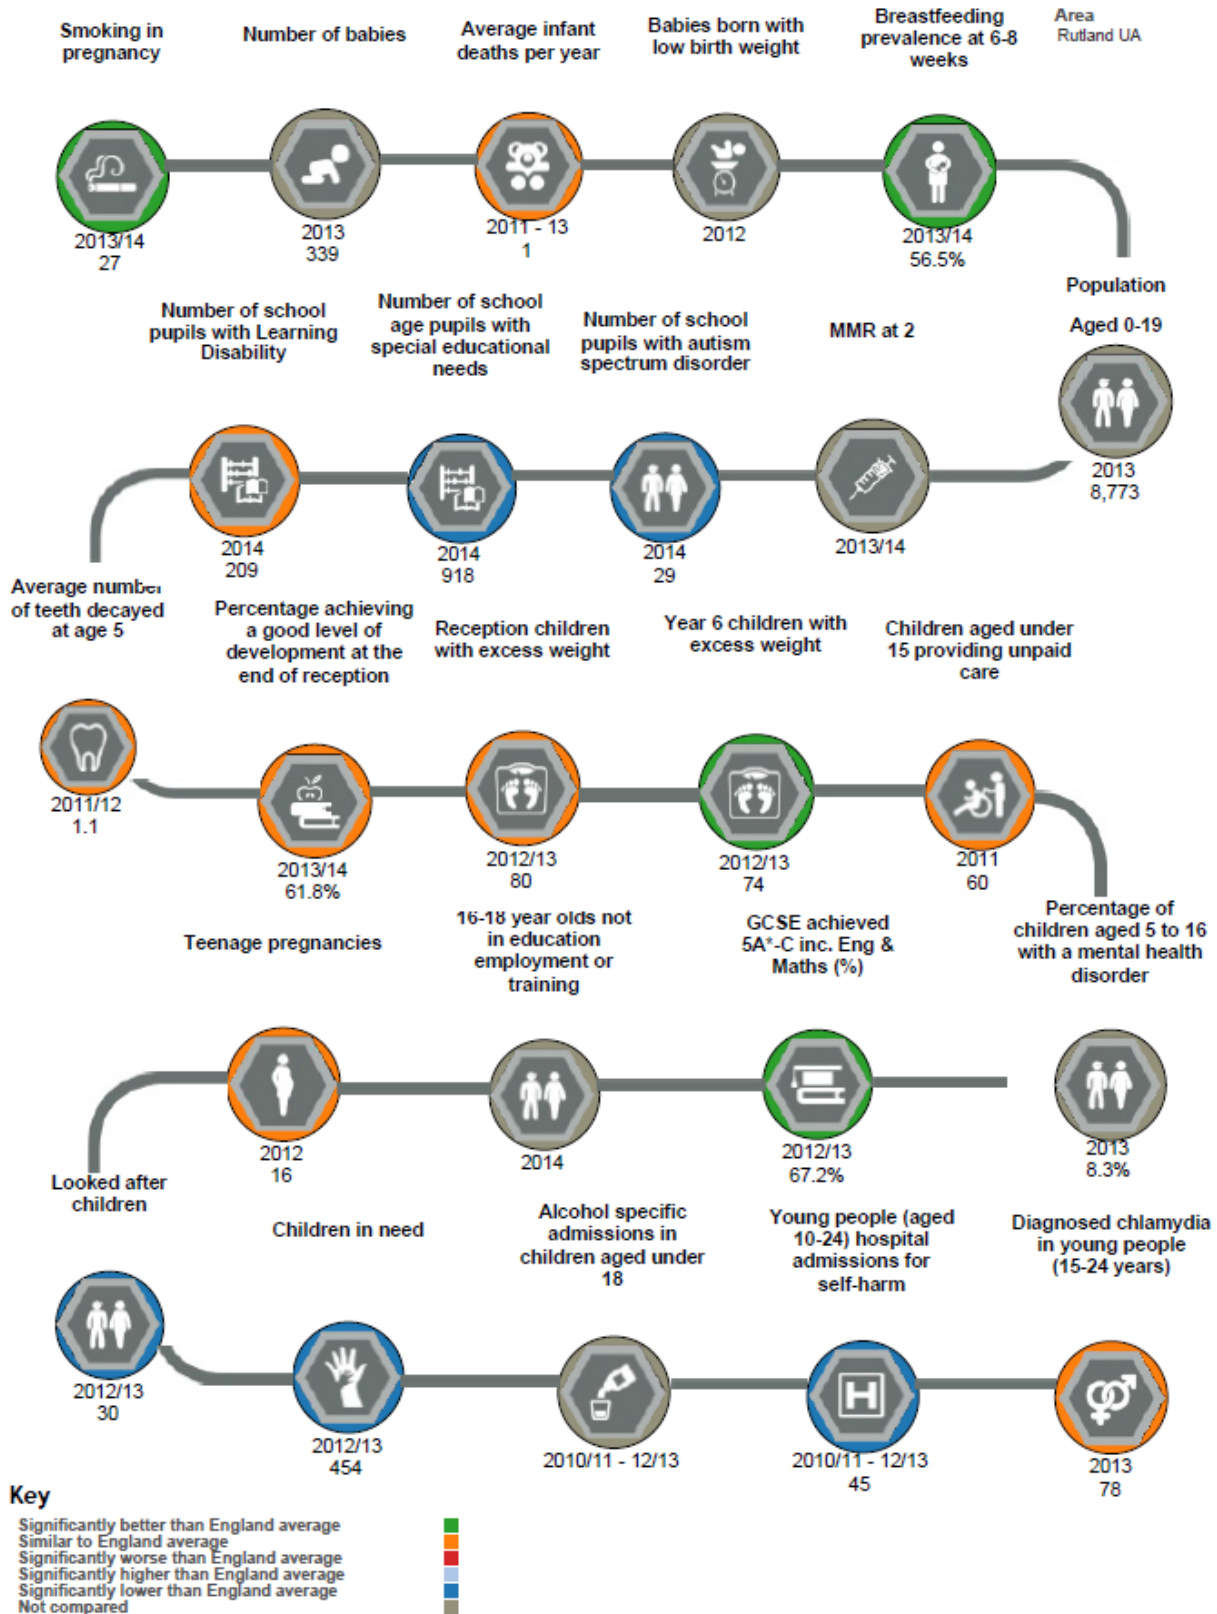 Smoking in
pregnancy
Number of babies
Average infant
deaths per year
Babies born with
low birth weight
Breastfeeding
prevalence at 6-8
weeks
Area
Rutland UA
2013/14
27
2013
339
2011 - 13
1
2012
2013/14
56.5%
Population
Aged 0-19
2013
8,773
Number of school
pupils with Learning
Disability
Number of school
age pupils with
special educational
needs
Number of school
pupils with autism
spectrum disorder
MMR at 2
2014
209
2014
918
2014
29
2013/14
Average number
of teeth decayed
at age 5
Percentage achieving
a good level of
development at the
end of reception
Reception children
with excess weight
Year 6 children with
excess weight
Children aged under
15 providing unpaid
care
2011/12
1.1
2013/14
61.8%
2012/13
80
2012/13
74
2011
60
Teenage pregnancies
16-18 year olds not
in education
employment or
training
GCSE achieved
5A*-C inc. Eng &
Maths (%)
Percentage of
children aged 5 to 16
with a mental health
disorder
2012
16
2014
2012/13
67.2%
2013
8.3%
Looked after
children
Children in need
Alcohol specific
admissions in
children aged under
18
Young people (aged
10-24) hospital
admissions for
self-harm
Diagnosed chlamydia
in young people
(15-24 years)
2012/13
30
2012/13
454
2010/11 - 12/13
H
2010/11 - 12/13
45
2013
78
Key
Significantly better than England average
Similar to England average
Significantly worse than England average
Significantly higher than England average
Significantly lower than England average
Not compared